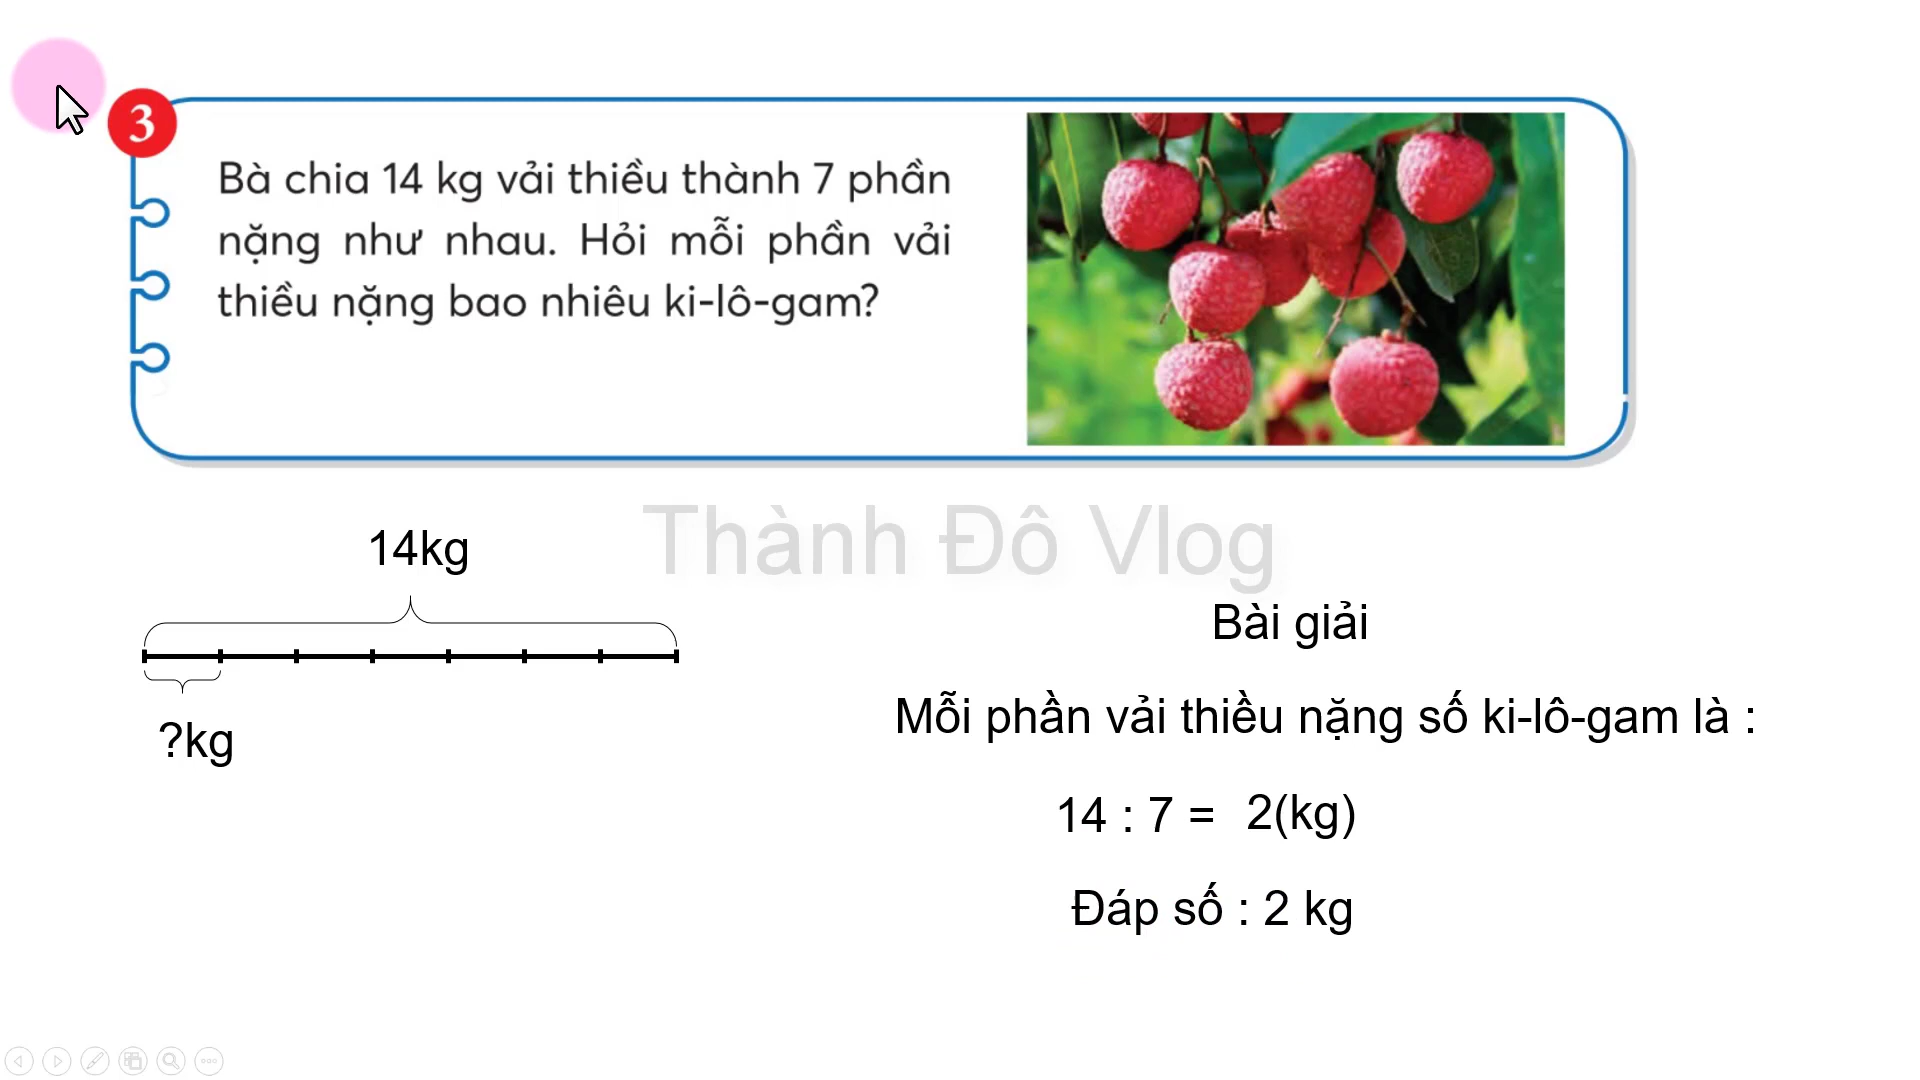 3
Bà chia 14 kg vải thiều thành 7 phần
nặng như nhau. Hỏi mỗi phần vải
thiều nặng bao nhiêu ki-lô-gam?
Thành Đô Vlog
14kg
?kg
Bài giải
Mỗi phần vải thiều nặng số ki-lô-gam là :
14 : 7 = 2(kg)
Đáp số : 2 kg